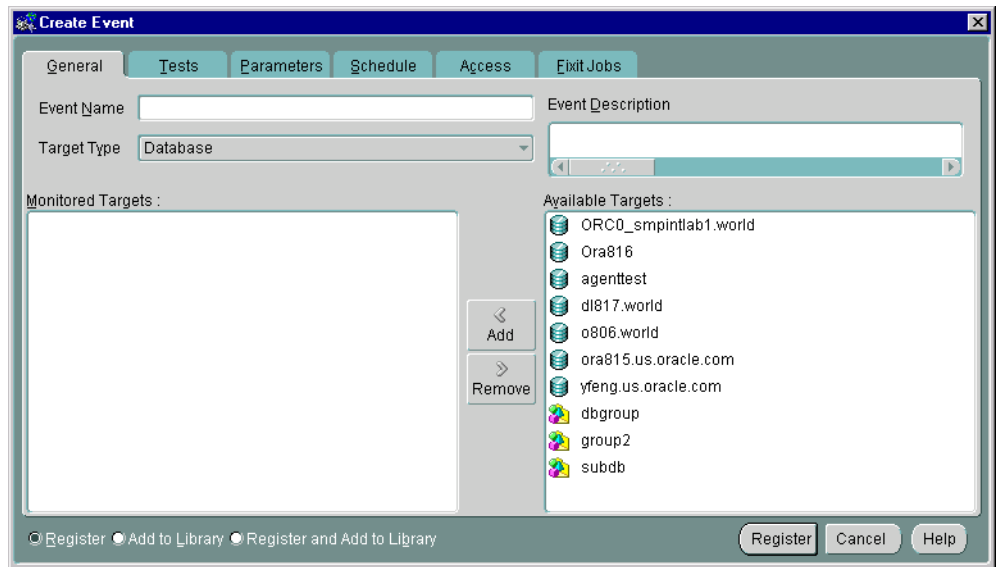 Create Event
General Tests Parameters Schedule Access Fixit Jobs
Event Name
Event Description
Target Type Database
Monitored Targets :
Available Targets :
ORC0_smpintlab1.world
Ora816
agenttest
dl817.world
o806.world
ora815.us.oracle.com
yfeng.us.oracle.com
dbgroup
group2
subdb
Add
Remove
Register Add to Library Register and Add to Library
Register Cancel Help